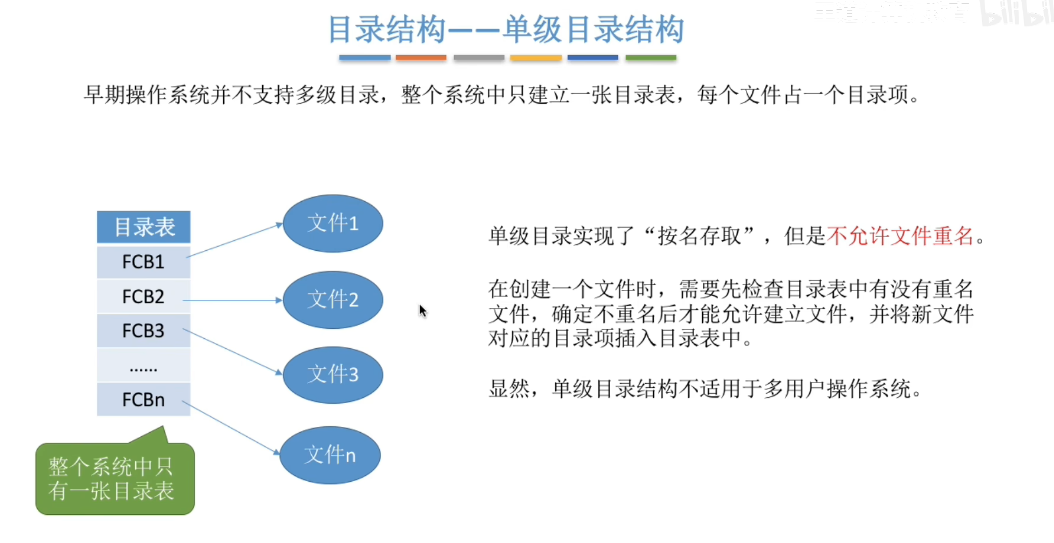 目录结构——单级目录结构
bilibili
早期操作系统并不支持多级目录，整个系统中只建立一张目录表，每个文件占一个目录项。
目录表
FCB1
FCB2
FCB3
......
FCBn
文件1
文件2
文件3
文件n
整个系统中只
有一张目录表
单级目录实现了“按名存取”，但是不允许文件重名。
在创建一个文件时，需要先检查目录表中有没有重名
文件，确定不重名后才能允许建立文件，并将新文件
对应的目录项插入目录表中。
显然，单级目录结构不适用于多用户操作系统。